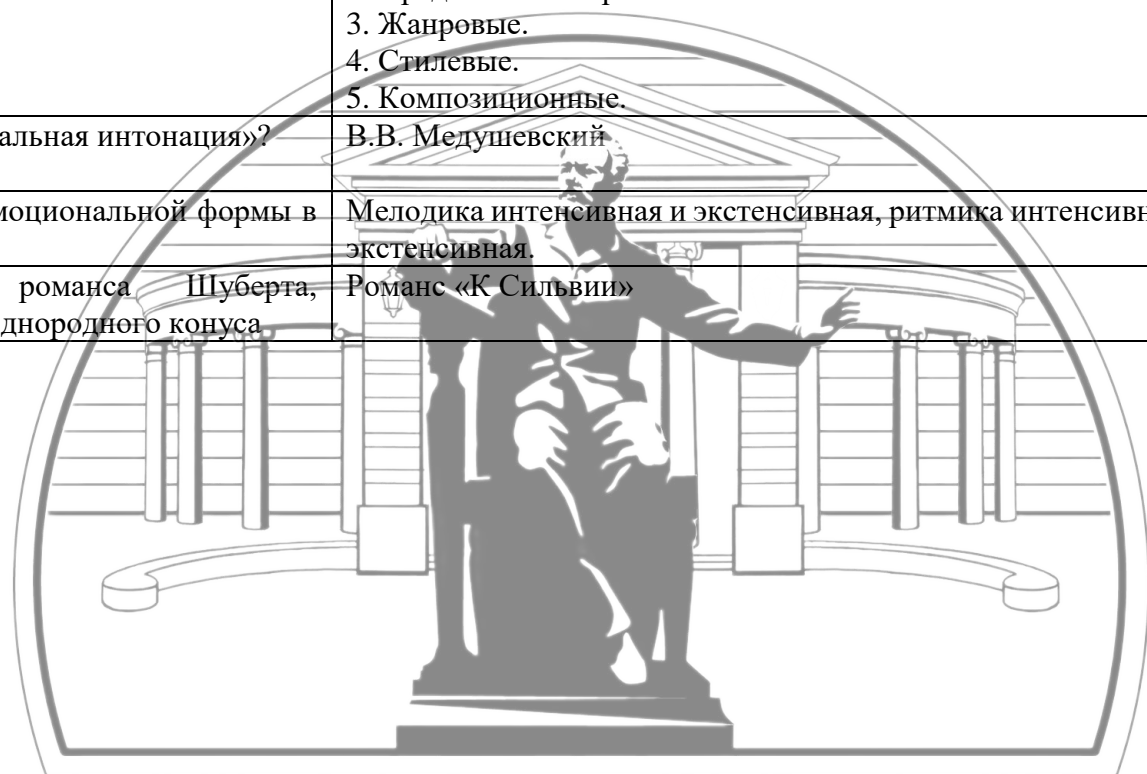 3. Жанровые.
4. Стилевые.
5. Композиционные.
альная интонация»? В.В. Медушевский
моциональной формы в Мелодика интенсивная и экстенсивная, ритмика интенсивн
экстенсивная.
романса Шуберта, Романс «К Сильвии»
днородного конуса